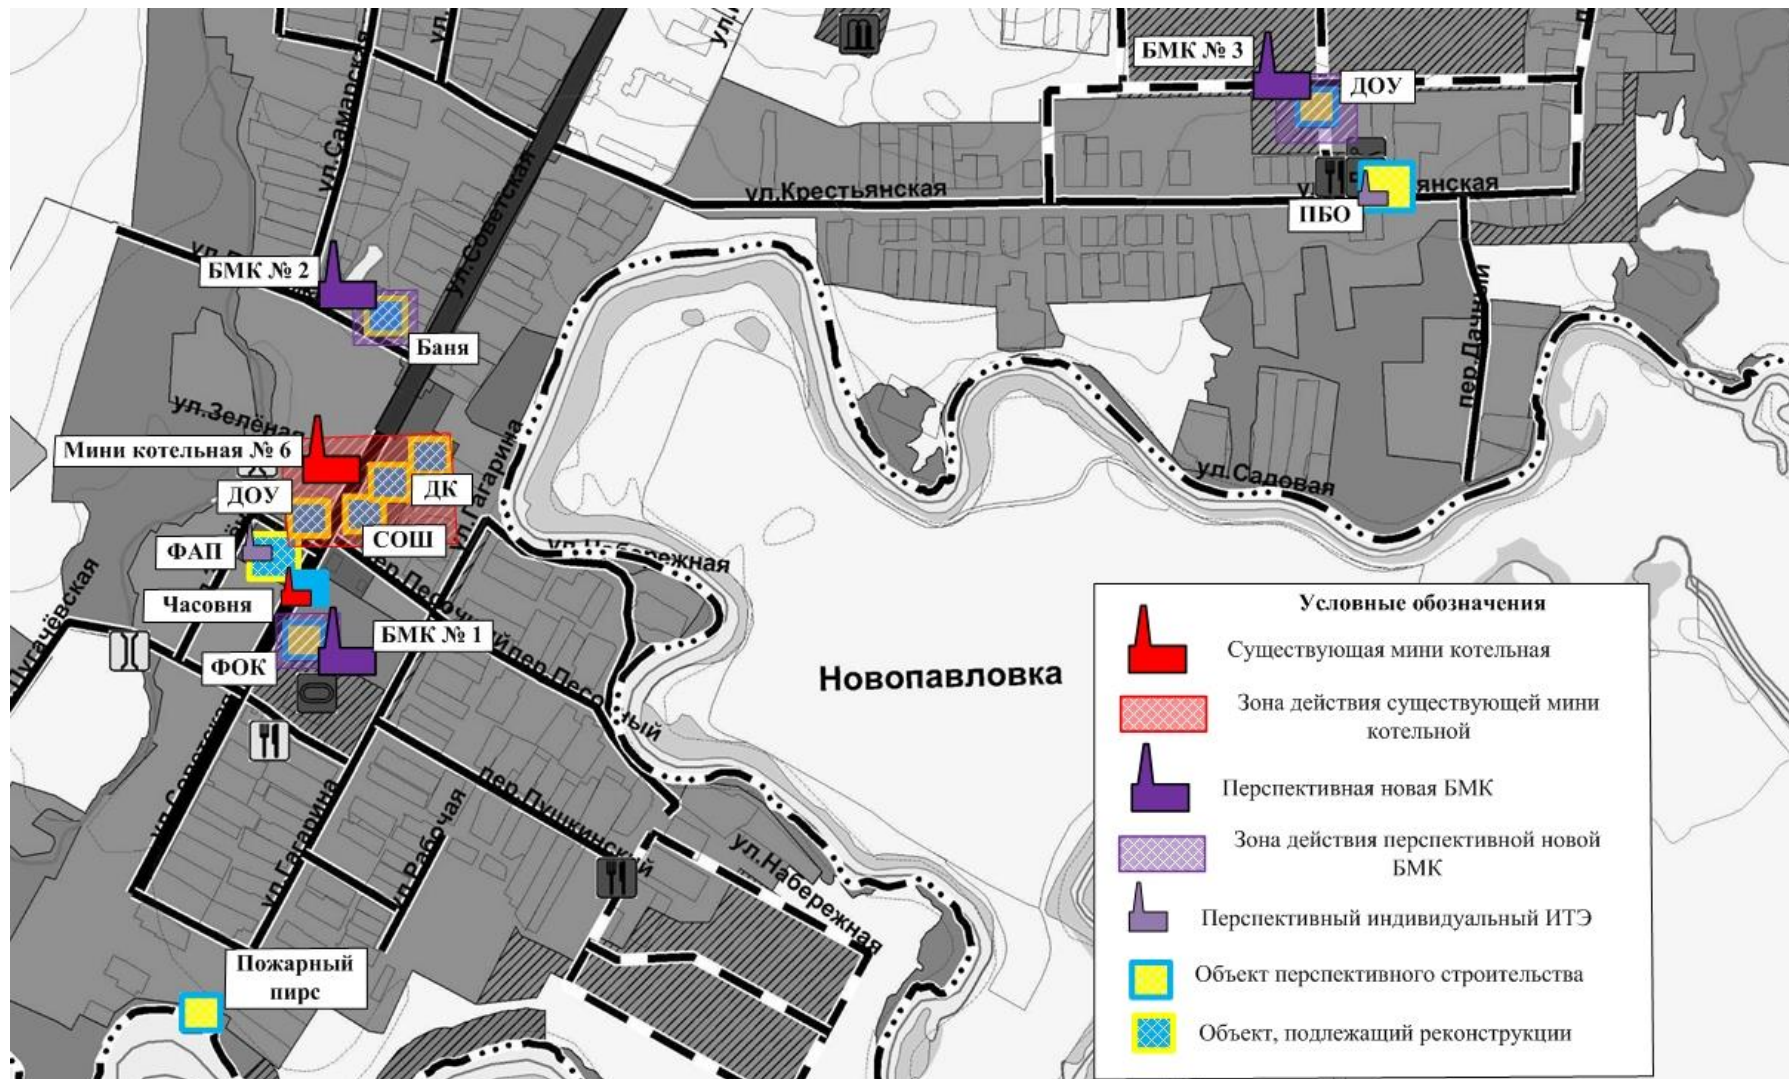 БМК № 3
ДОУ
ул.Самарская
ул.Советская
ул.Крестьянская
ПБО
БМК № 2
Баня
пер.Дачный
ул.Зелёная
Мини котельная № 6
ДОУ
ДК
ул.Гагарина
ул.Садовая
СОШ
ФАП
ул.Набережная
Часовня
пер.Песочный
БМК № 1
ФОК
пер.Песочный
Новопавловка
ул.Пугачёвская
ул.Советская
ул.Гагарина
ул.Рабочая
пер.Пушкинский
ул.Набережная
Пожарный
пирс
Условные обозначения
Существующая мини котельная
Зона действия существующей мини
котельной
Перспективная новая БМК
Зона действия перспективной новой
БМК
Перспективный индивидуальный ИТЭ
Объект перспективного строительства
Объект, подлежащий реконструкции